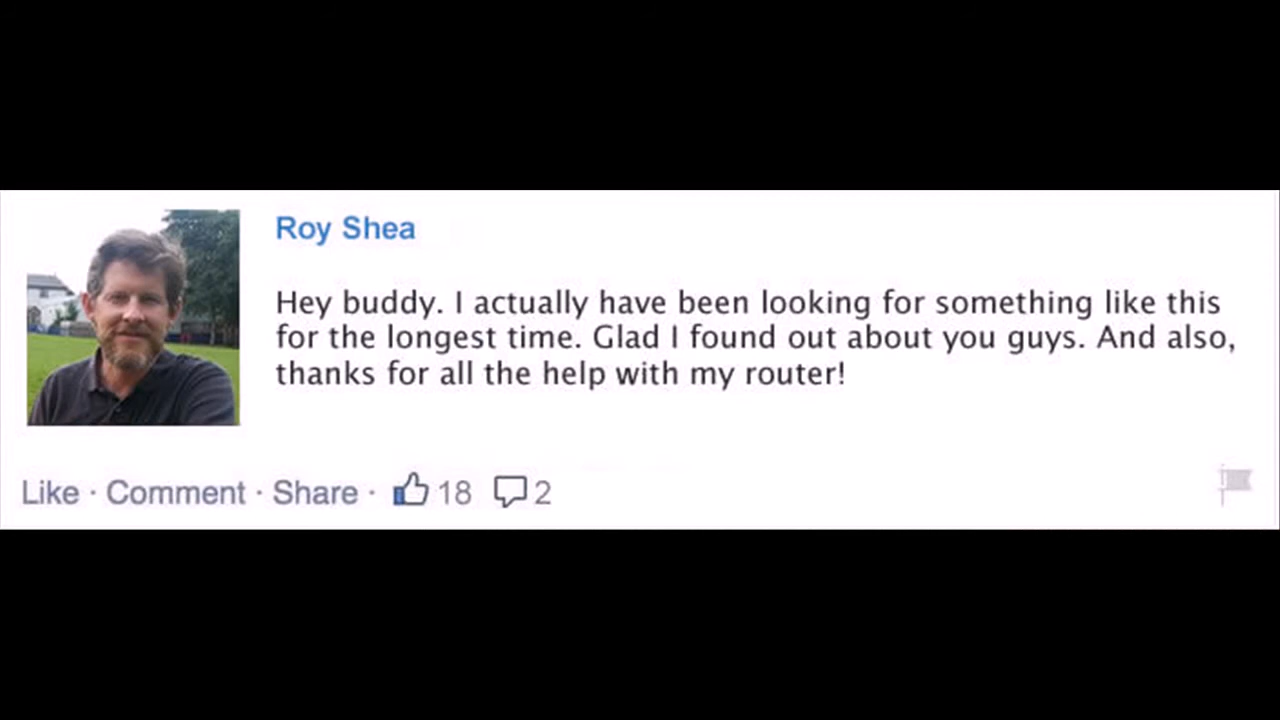 Roy Shea
Hey buddy. I actually have been looking for something like this
for the longest time. Glad I found out about you guys. And also,
thanks for all the help with my router!
Like · Comment · Share · 18 2